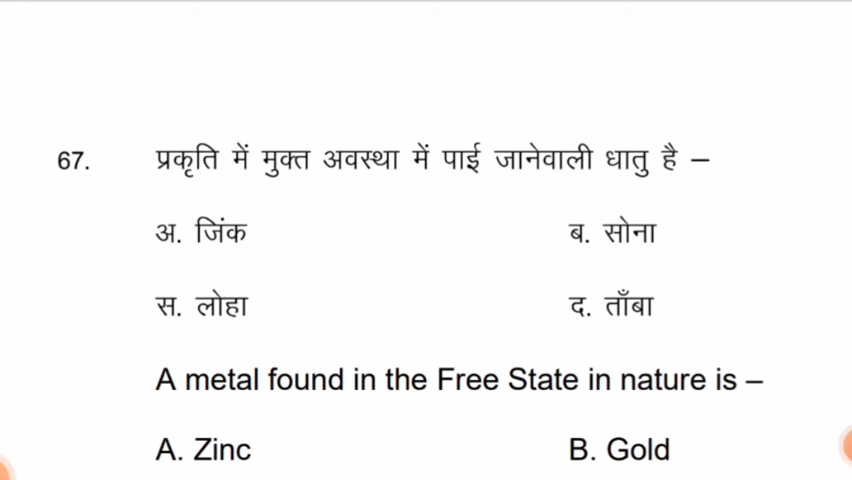 67. प्रकृति में मुक्त अवस्था में पाई जानेवाली धातु है –
अ. जिंक ब. सोना
स. लोहा द. ताँबा
A metal found in the Free State in nature is –
A. Zinc B. Gold